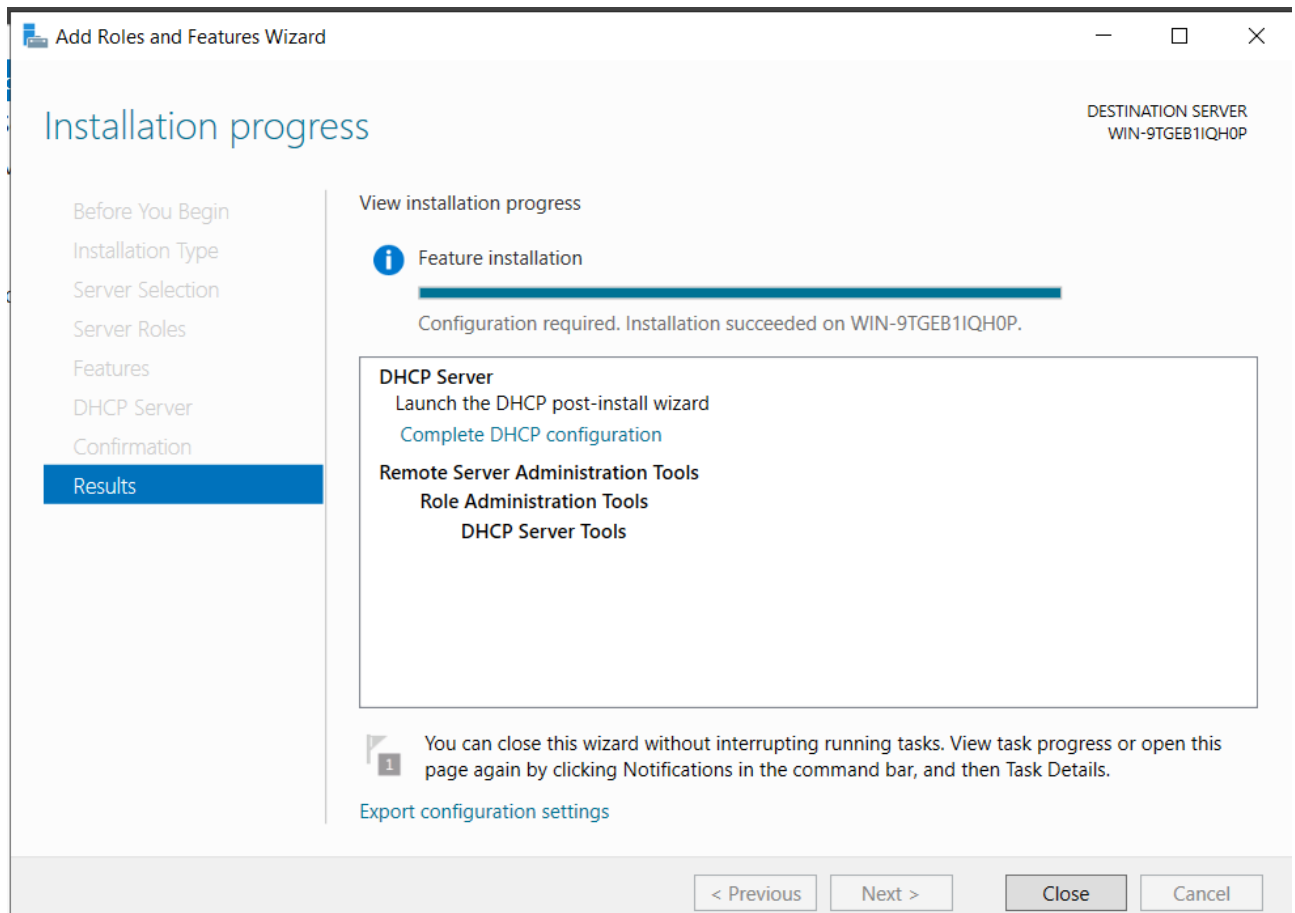 Add Roles and Features Wizard
Installation progress
DESTINATION SERVER
WIN-9TGEB1IQH0P
Before You Begin
Installation Type
Server Selection
Server Roles
Features
DHCP Server
Confirmation
Results
View installation progress
Feature installation
Configuration required. Installation succeeded on WIN-9TGEB1IQH0P.
DHCP Server
Launch the DHCP post-install wizard
Complete DHCP configuration
Remote Server Administration Tools
Role Administration Tools
DHCP Server Tools
1
You can close this wizard without interrupting running tasks. View task progress or open this
page again by clicking Notifications in the command bar, and then Task Details.
Export configuration settings
< Previous
Next >
Close
Cancel